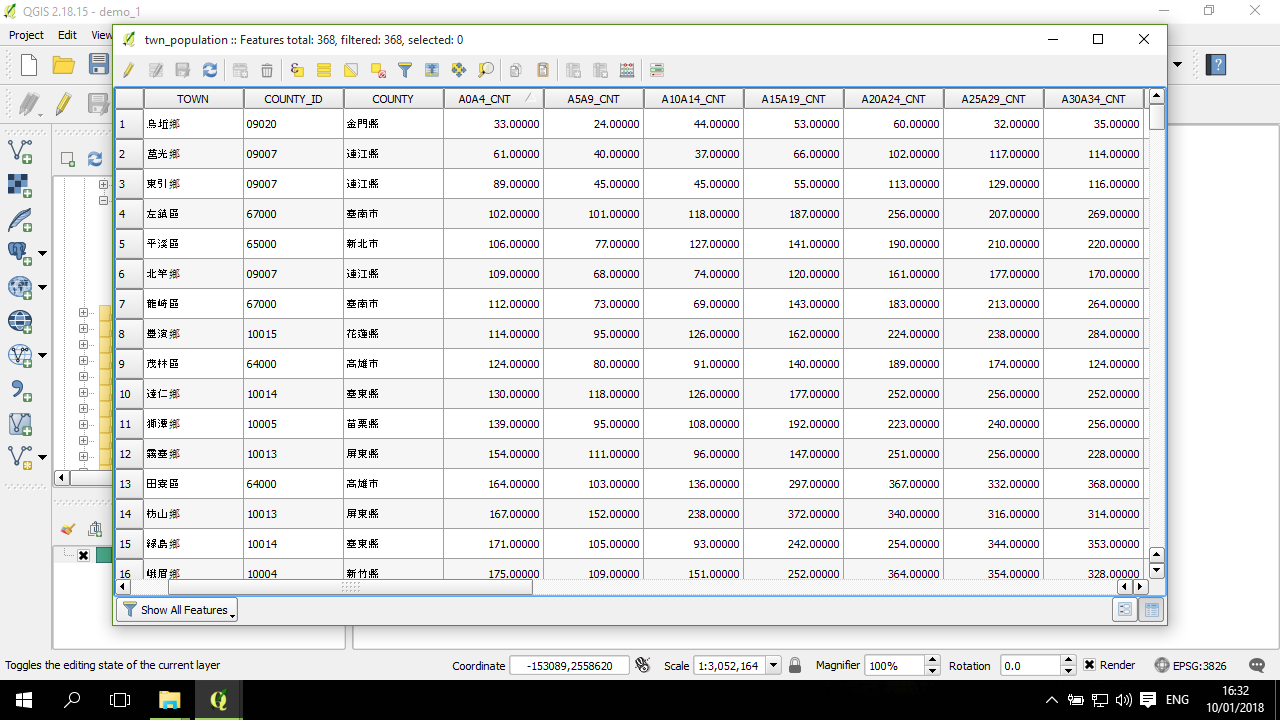 QGIS 2.18.15 - demo_1
Project Edit View
twn_population :: Features total: 368, filtered: 368, selected: 0
TOWN COUNTY_ID COUNTY A0A4_CNT A5A9_CNT A10A14_CNT A15A19_CNT A20A24_CNT A25A29_CNT A30A34_CNT
1 烏坵鄉 09020 金門縣 33.00000 24.00000 44.00000 53.00000 60.00000 32.00000 35.00000
2 莒光鄉 09007 連江縣 61.00000 40.00000 37.00000 66.00000 102.00000 117.00000 114.00000
3 東引鄉 09007 連江縣 89.00000 45.00000 45.00000 55.00000 113.00000 129.00000 116.00000
4 左鎮區 67000 臺南市 102.00000 101.00000 118.00000 187.00000 256.00000 207.00000 269.00000
5 平溪區 65000 新北市 106.00000 77.00000 127.00000 141.00000 190.00000 210.00000 220.00000
6 北竿鄉 09007 連江縣 109.00000 68.00000 74.00000 120.00000 161.00000 177.00000 170.00000
7 龍崎區 67000 臺南市 112.00000 73.00000 69.00000 143.00000 183.00000 213.00000 264.00000
8 豐濱鄉 10015 花蓮縣 114.00000 95.00000 126.00000 162.00000 224.00000 238.00000 284.00000
9 茂林區 64000 高雄市 124.00000 80.00000 91.00000 140.00000 189.00000 174.00000 124.00000
10 達仁鄉 10014 臺東縣 130.00000 118.00000 126.00000 177.00000 252.00000 256.00000 252.00000
11 獅潭鄉 10005 苗栗縣 139.00000 95.00000 108.00000 192.00000 223.00000 240.00000 256.00000
12 霧臺鄉 10013 屏東縣 154.00000 111.00000 96.00000 147.00000 251.00000 256.00000 228.00000
13 田寮區 64000 高雄市 164.00000 103.00000 136.00000 297.00000 367.00000 332.00000 368.00000
14 枋山鄉 10013 屏東縣 167.00000 152.00000 238.00000 372.00000 340.00000 316.00000 314.00000
15 綠島鄉 10014 臺東縣 171.00000 105.00000 93.00000 242.00000 254.00000 344.00000 353.00000
16 峨眉鄉 10004 新竹縣 175.00000 109.00000 151.00000 252.00000 364.00000 354.00000 328.00000
Show All Features
Toggles the editing state of the current layer Coordinate -153089,2558620 Scale 1:3,052,164 Magnifier 100% Rotation 0.0 Render EPSG:3826
ENG
16:32
10/01/2018